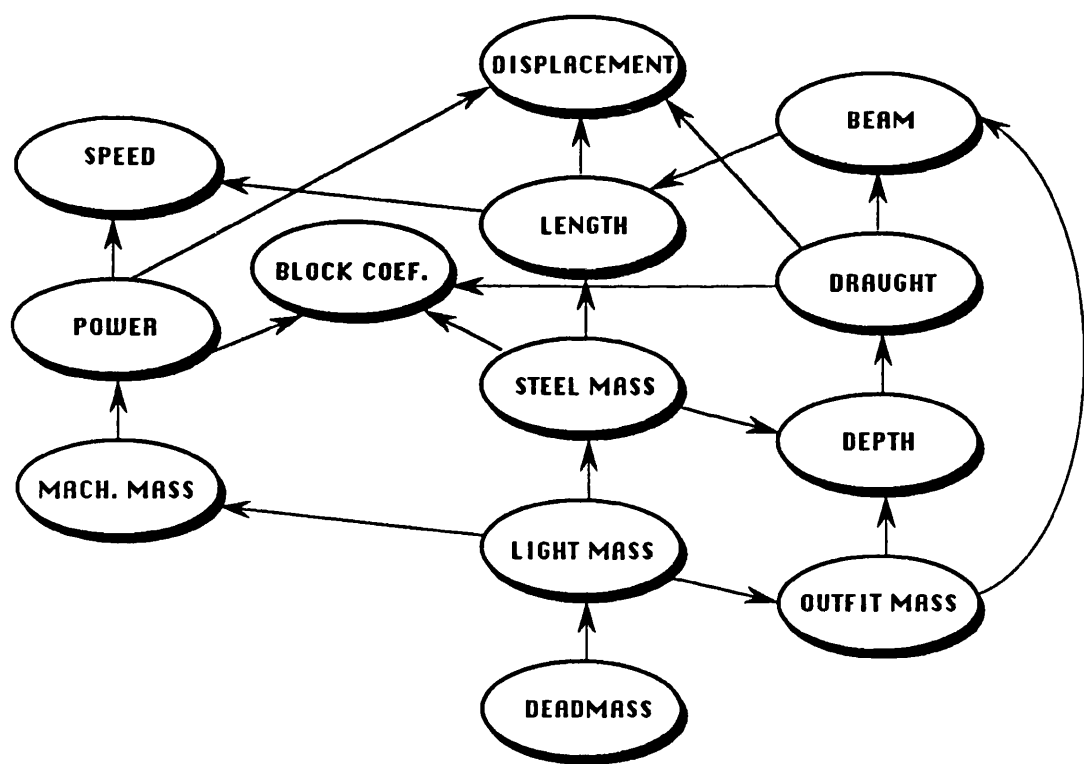 DISPLACEMENT
BEAM
SPEED
LENGTH
BLOCK COEF.
DRAUGHT
POWER
STEEL MASS
DEPTH
MACH. MASS
LIGHT MASS
OUTFIT MASS
DEADMASS